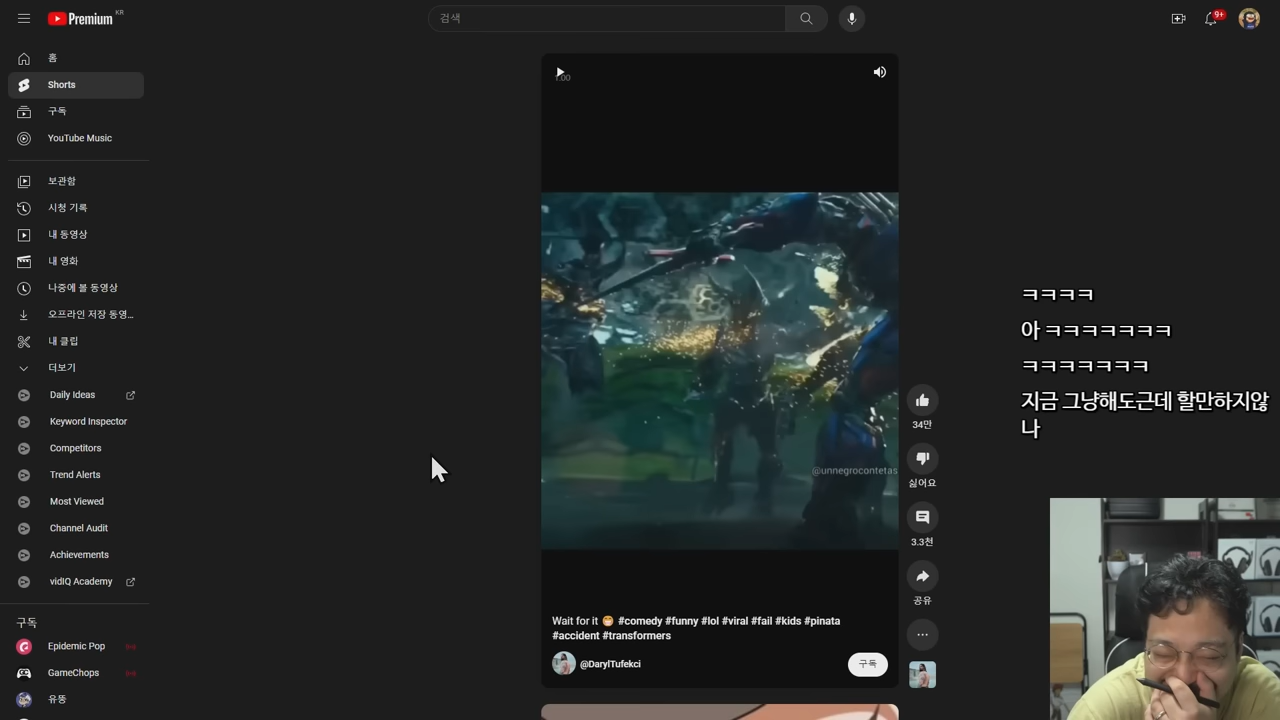 Premium KR
검색
9+
홈
Shorts
구독
YouTube Music
보관함
시청 기록
내 동영상
내 영화
나중에 볼 동영상
오프라인 저장 동영...
내 클립
더보기
Daily Ideas
Keyword Inspector
Competitors
Trend Alerts
Most Viewed
Channel Audit
Achievements
vidIQ Academy
구독
Epidemic Pop
GameChops
유뚱
1.00
@unnegrocontetas
34만
싫어요
3.3천
공유
Wait for it 😁 #comedy #funny #lol #viral #fail #kids #pinata
#accident #transformers
@DarylTufekci
구독
ㅋㅋㅋㅋ
아 ㅋㅋㅋㅋㅋㅋㅋ
ㅋㅋㅋㅋㅋㅋㅋ
지금 그냥해도근데 할만하지않
나